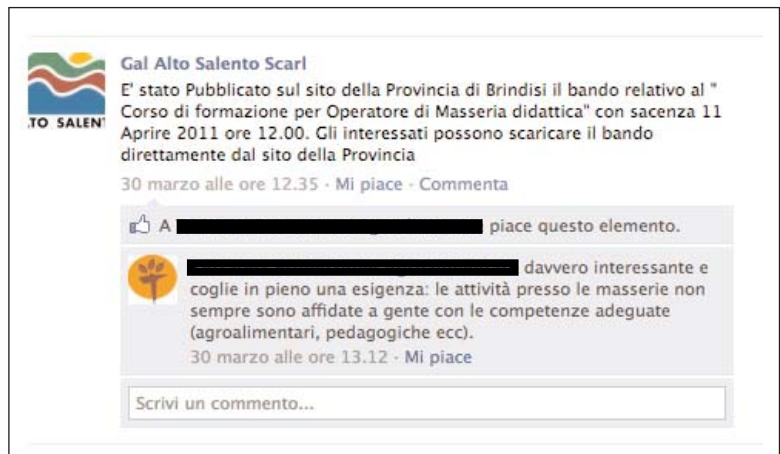 Gal Alto Salento Scarl
E' stato Pubblicato sul sito della Provincia di Brindisi il bando relativo al "
Corso di formazione per Operatore di Masseria didattica" con sacenza 11
Aprire 2011 ore 12.00. Gli interessati possono scaricare il bando
direttamente dal sito della Provincia
.TO SALENT
30 marzo alle ore 12.35 · Mi piace · Commenta
A piace questo elemento.
davvero interessante e
coglie in pieno una esigenza: le attività presso le masserie non
sempre sono affidate a gente con le competenze adeguate
(agroalimentari, pedagogiche ecc).
30 marzo alle ore 13.12 · Mi piace
Scrivi un commento...